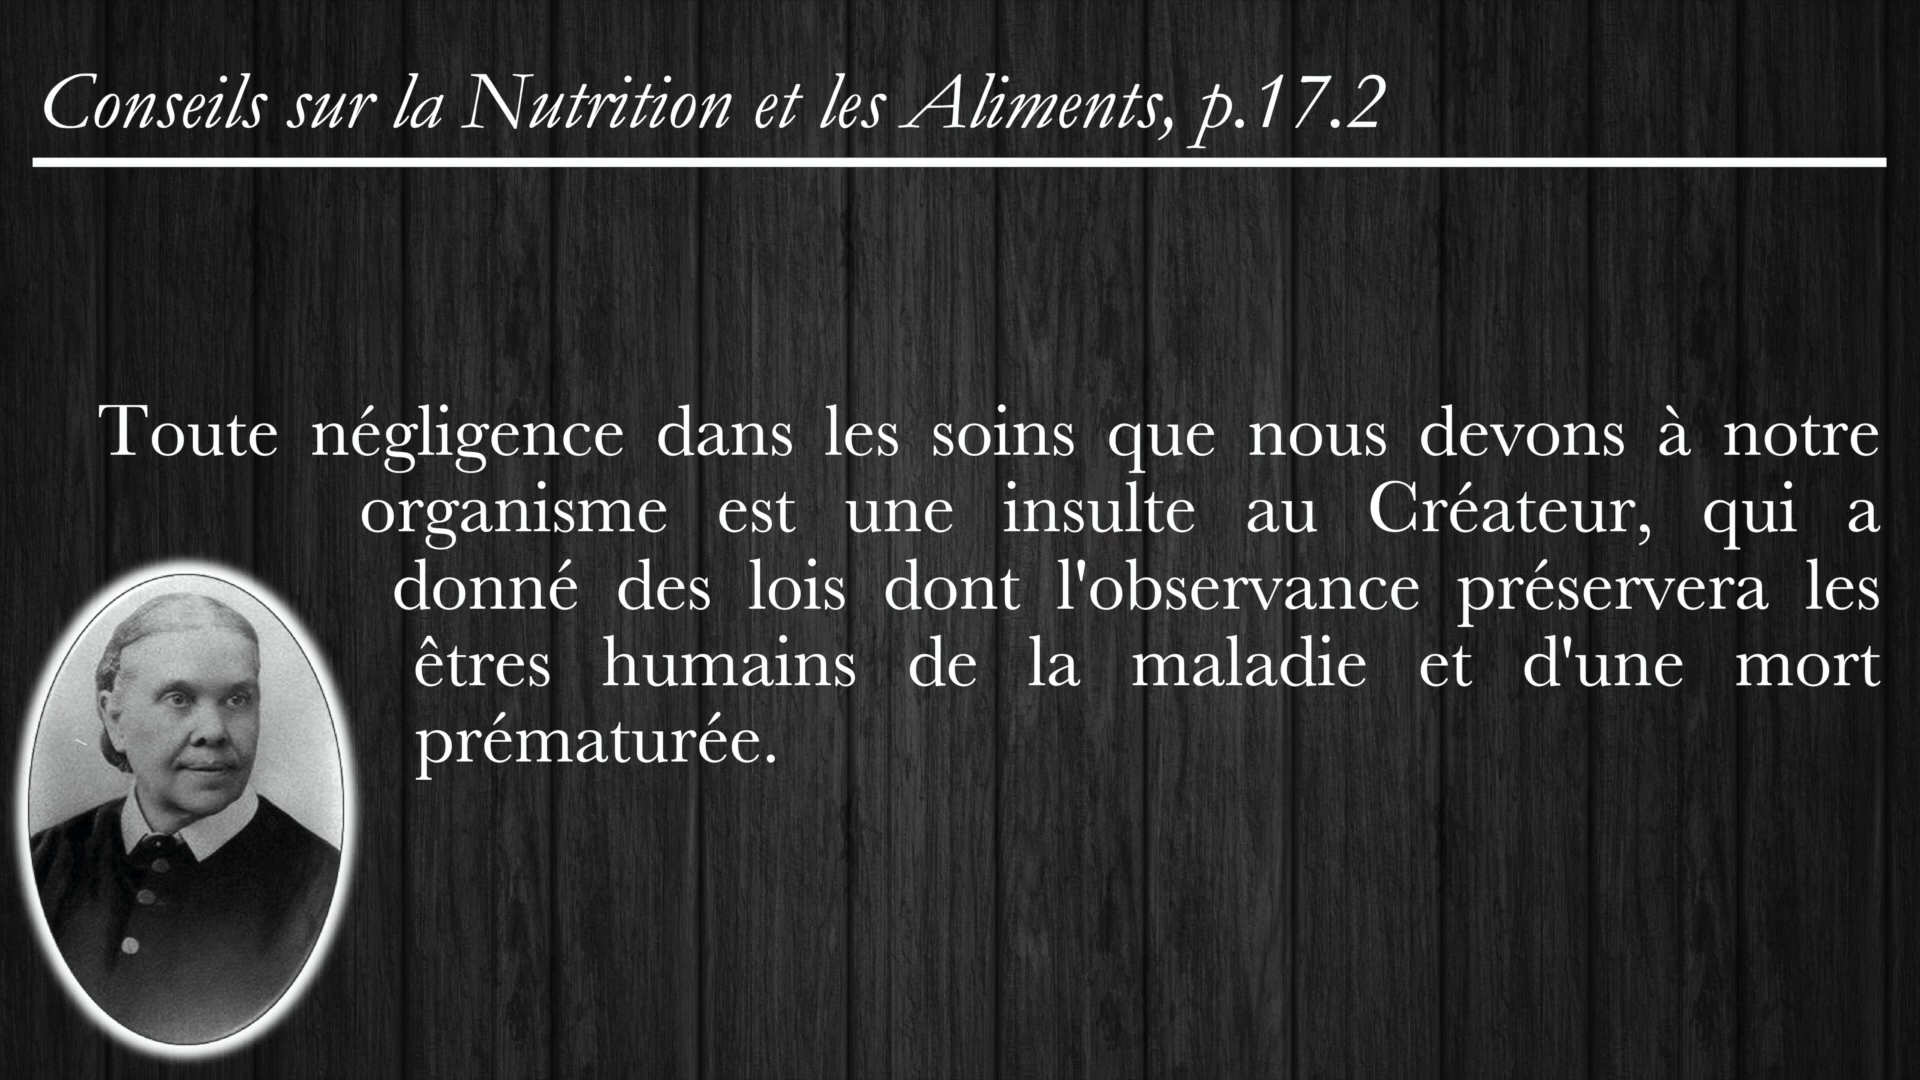 Conseils sur la Nutrition et les Aliments, p.17.2
Toute négligence dans les soins que nous devons à notre
organisme est une insulte au Créateur, qui a
donné des lois dont l'observance préservera les
êtres humains de la maladie et d'une mort
prématurée.